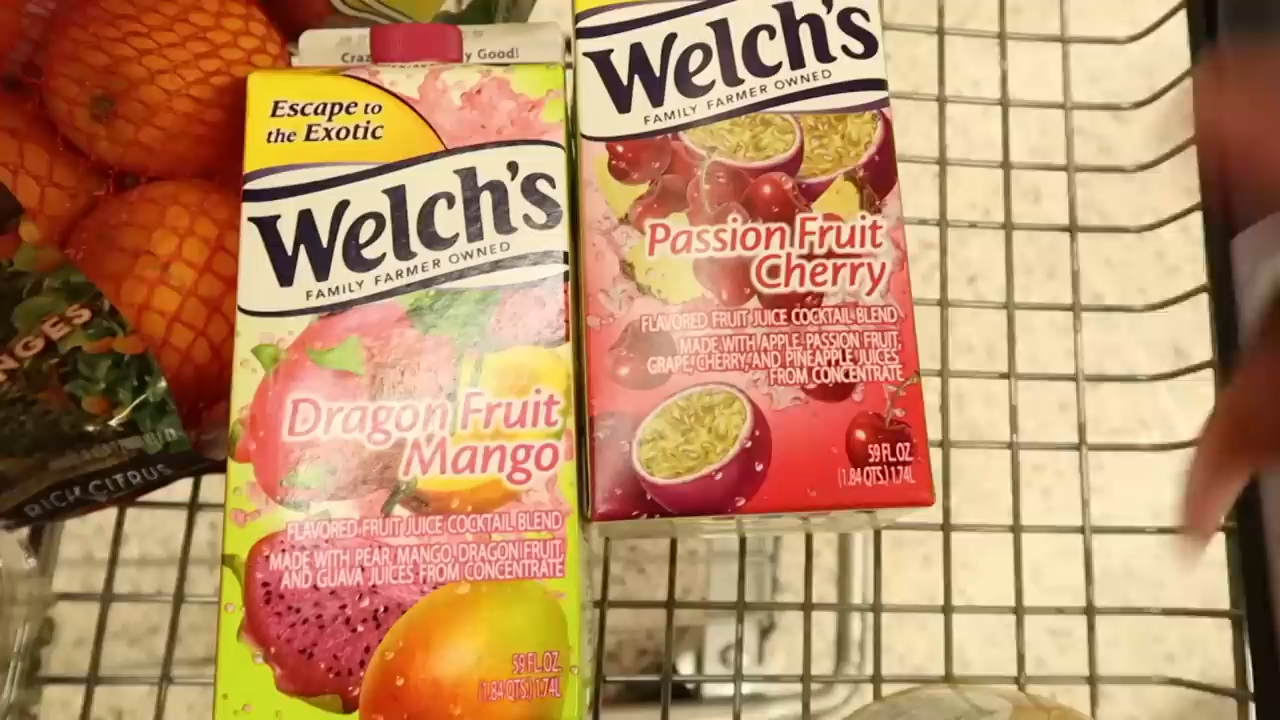 Craz
y Good!
Escape to
the Exotic
Welch's
FAMILY FARMER OWNED
Dragon Fruit
Mango
FLAVORED FRUIT JUICE COCKTAIL BLEND
MADE WITH PEAR, MANGO, DRAGON FRUIT,
AND GUAVA JUICES FROM CONCENTRATE
59 FL. OZ.
(1.84 QTS.) 1.74L
Welch's
FAMILY FARMER OWNED
Passion Fruit
Cherry
FLAVORED FRUIT JUICE COCKTAIL BLEND
MADE WITH APPLE, PASSION FRUIT,
GRAPE, CHERRY, AND PINEAPPLE JUICES
FROM CONCENTRATE
59 FL. OZ.
(1.84 QTS.) 1.74L
NGES
RICH CITRUS